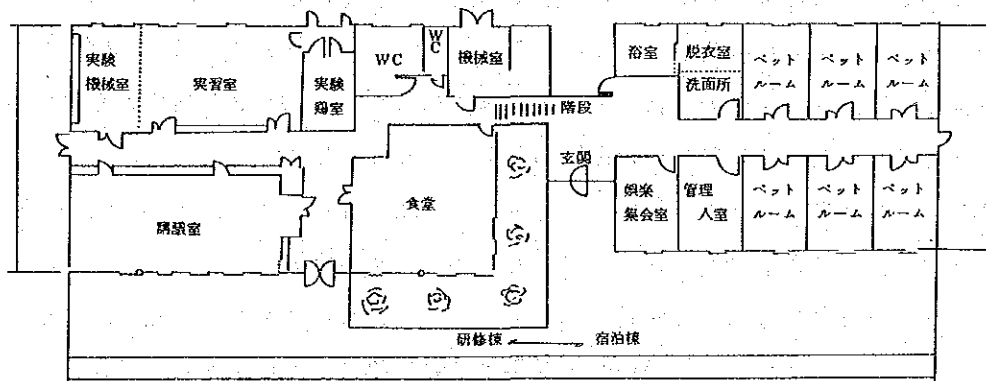 実験
機械室
実習室
実験
鶏室
WC
WC
機械室
階段
浴室
脱衣室
洗面所
ペット
ルーム
ペット
ルーム
ペット
ルーム
玄関
食堂
娯楽
集会室
管理
人室
ペット
ルーム
ペット
ルーム
ペット
ルーム
研修棟
宿泊棟